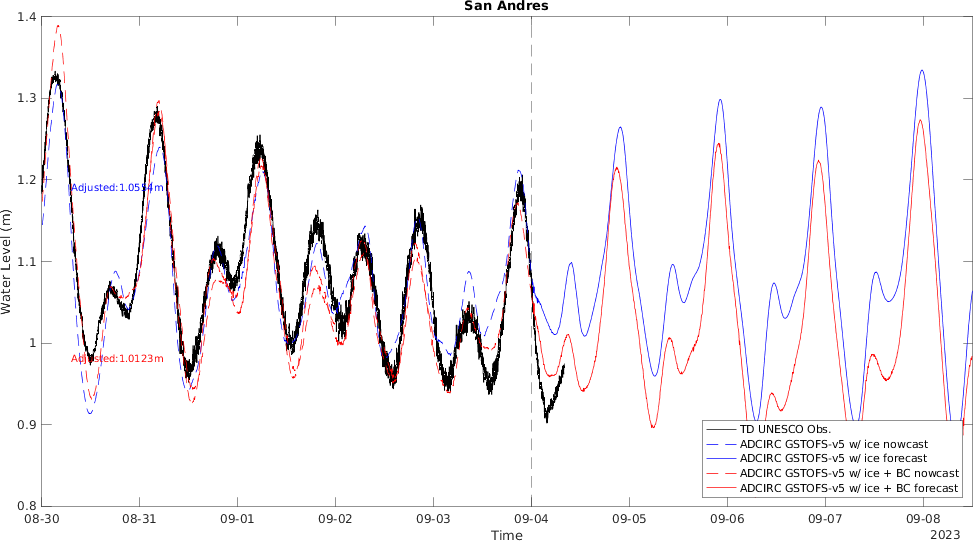 San Andres
1.4
1.3
1.2
1.1
1
0.9
0.8
Water Level (m)
Adjusted:1.0554m
Adjusted:1.0123m
TD UNESCO Obs.
ADCIRC GSTOFS-v5 w/ ice nowcast
ADCIRC GSTOFS-v5 w/ ice forecast
ADCIRC GSTOFS-v5 w/ ice + BC nowcast
ADCIRC GSTOFS-v5 w/ ice + BC forecast
08-30 08-31 09-01 09-02 09-03 09-04 09-05 09-06 09-07 09-08
Time
2023